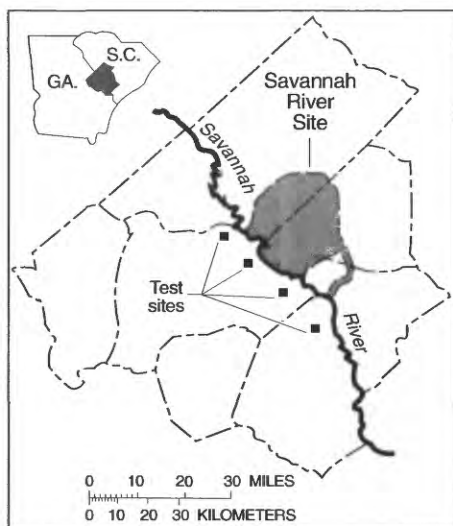 S.C.
GA.
Savannah
River
Site
Savannah
River
Test
sites
0 10 20 30 MILES
0 10 20 30 KILOMETERS